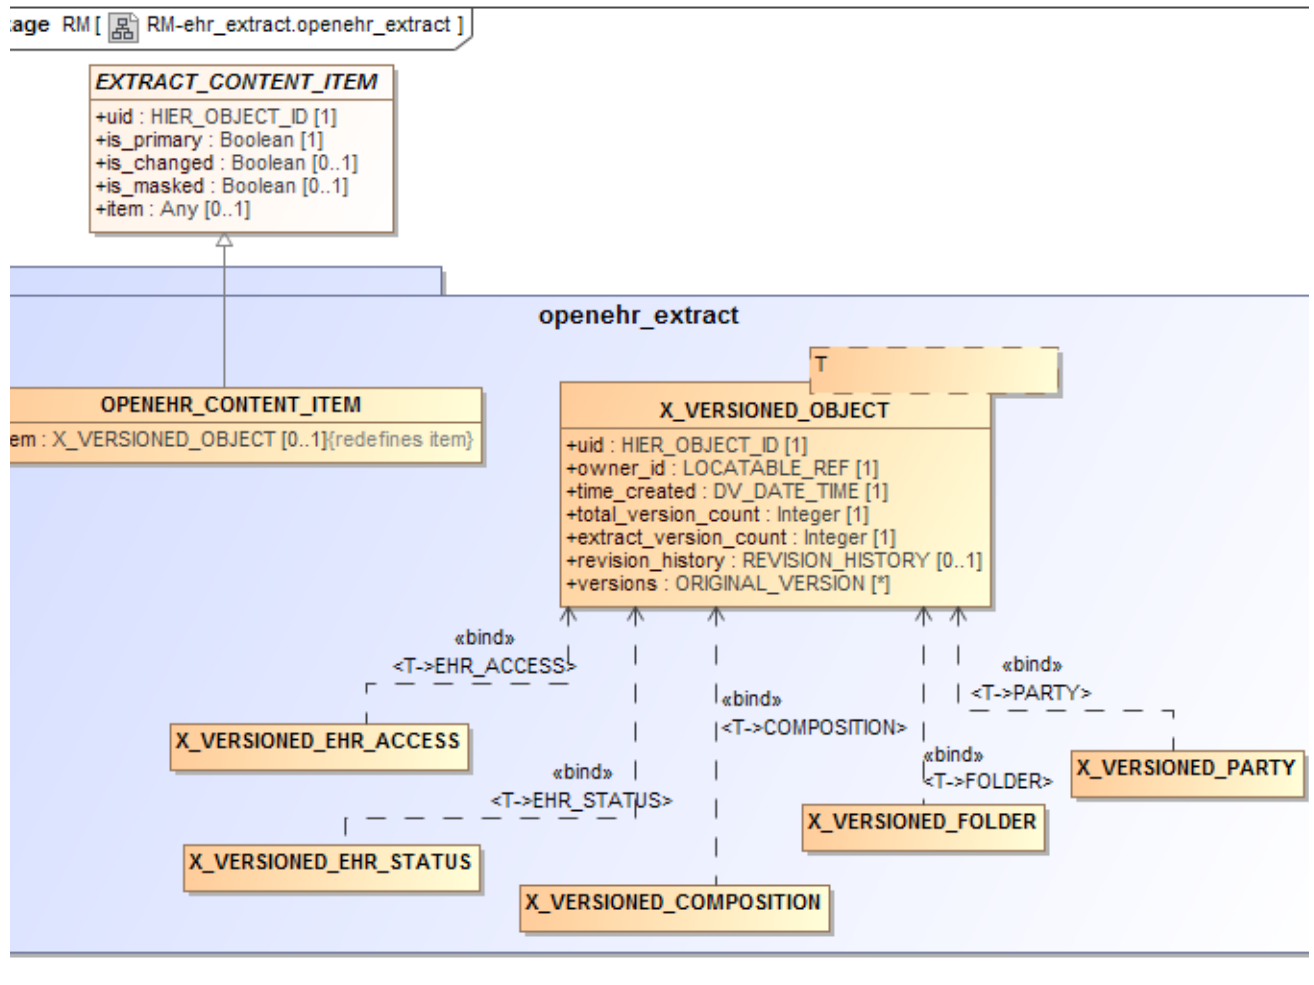 age RM [ RM-ehr_extract.openehr_extract ]
EXTRACT_CONTENT_ITEM
+uid : HIER_OBJECT_ID [1]
+is_primary : Boolean [1]
+is_changed : Boolean [0..1]
+is_masked : Boolean [0..1]
+item : Any [0..1]
openehr_extract
T
OPENEHR_CONTENT_ITEM
em : X_VERSIONED_OBJECT [0..1]{redefines item}
X_VERSIONED_OBJECT
+uid : HIER_OBJECT_ID [1]
+owner_id : LOCATABLE_REF [1]
+time_created : DV_DATE_TIME [1]
+total_version_count : Integer [1]
+extract_version_count : Integer [1]
+revision_history : REVISION_HISTORY [0..1]
+versions : ORIGINAL_VERSION [*]
«bind»
<T->EHR_ACCESS>
«bind»
<T->PARTY>
«bind»
<T->COMPOSITION>
X_VERSIONED_EHR_ACCESS
«bind»
<T->FOLDER>
X_VERSIONED_PARTY
«bind»
<T->EHR_STATUS>
X_VERSIONED_FOLDER
X_VERSIONED_EHR_STATUS
X_VERSIONED_COMPOSITION